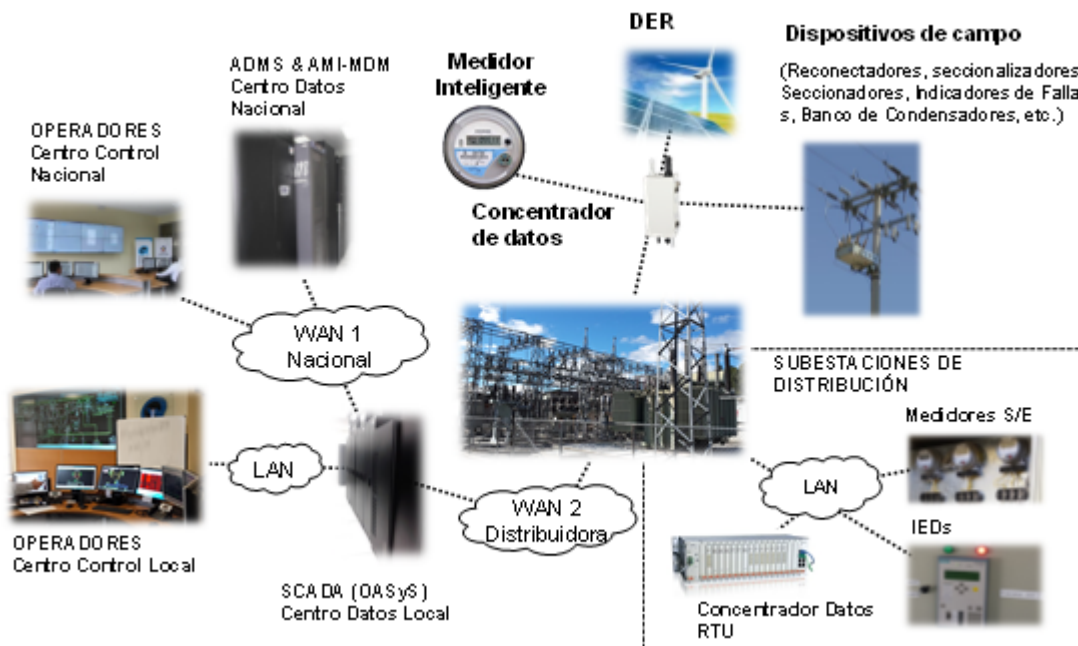 DER
Dispositivos de campo
(Reconectadores, seccionalizadores
Seccionadores, Indicadores de Falla
s, Banco de Condensadores, etc.)
Medidor
Inteligente
ADMS & AMI-MDM
Centro Datos
Nacional
OPERADORES
Centro Control
Nacional
Concentrador
de datos
WAN 1
Nacional
SUBESTACIONES DE
DISTRIBUCIÓN
Medidores S/E
LAN
LAN
WAN 2
Distribuidora
IEDs
OPERADORES
Centro Control Local
SCADA (OASyS)
Centro Datos Local
Concentrador Datos
RTU